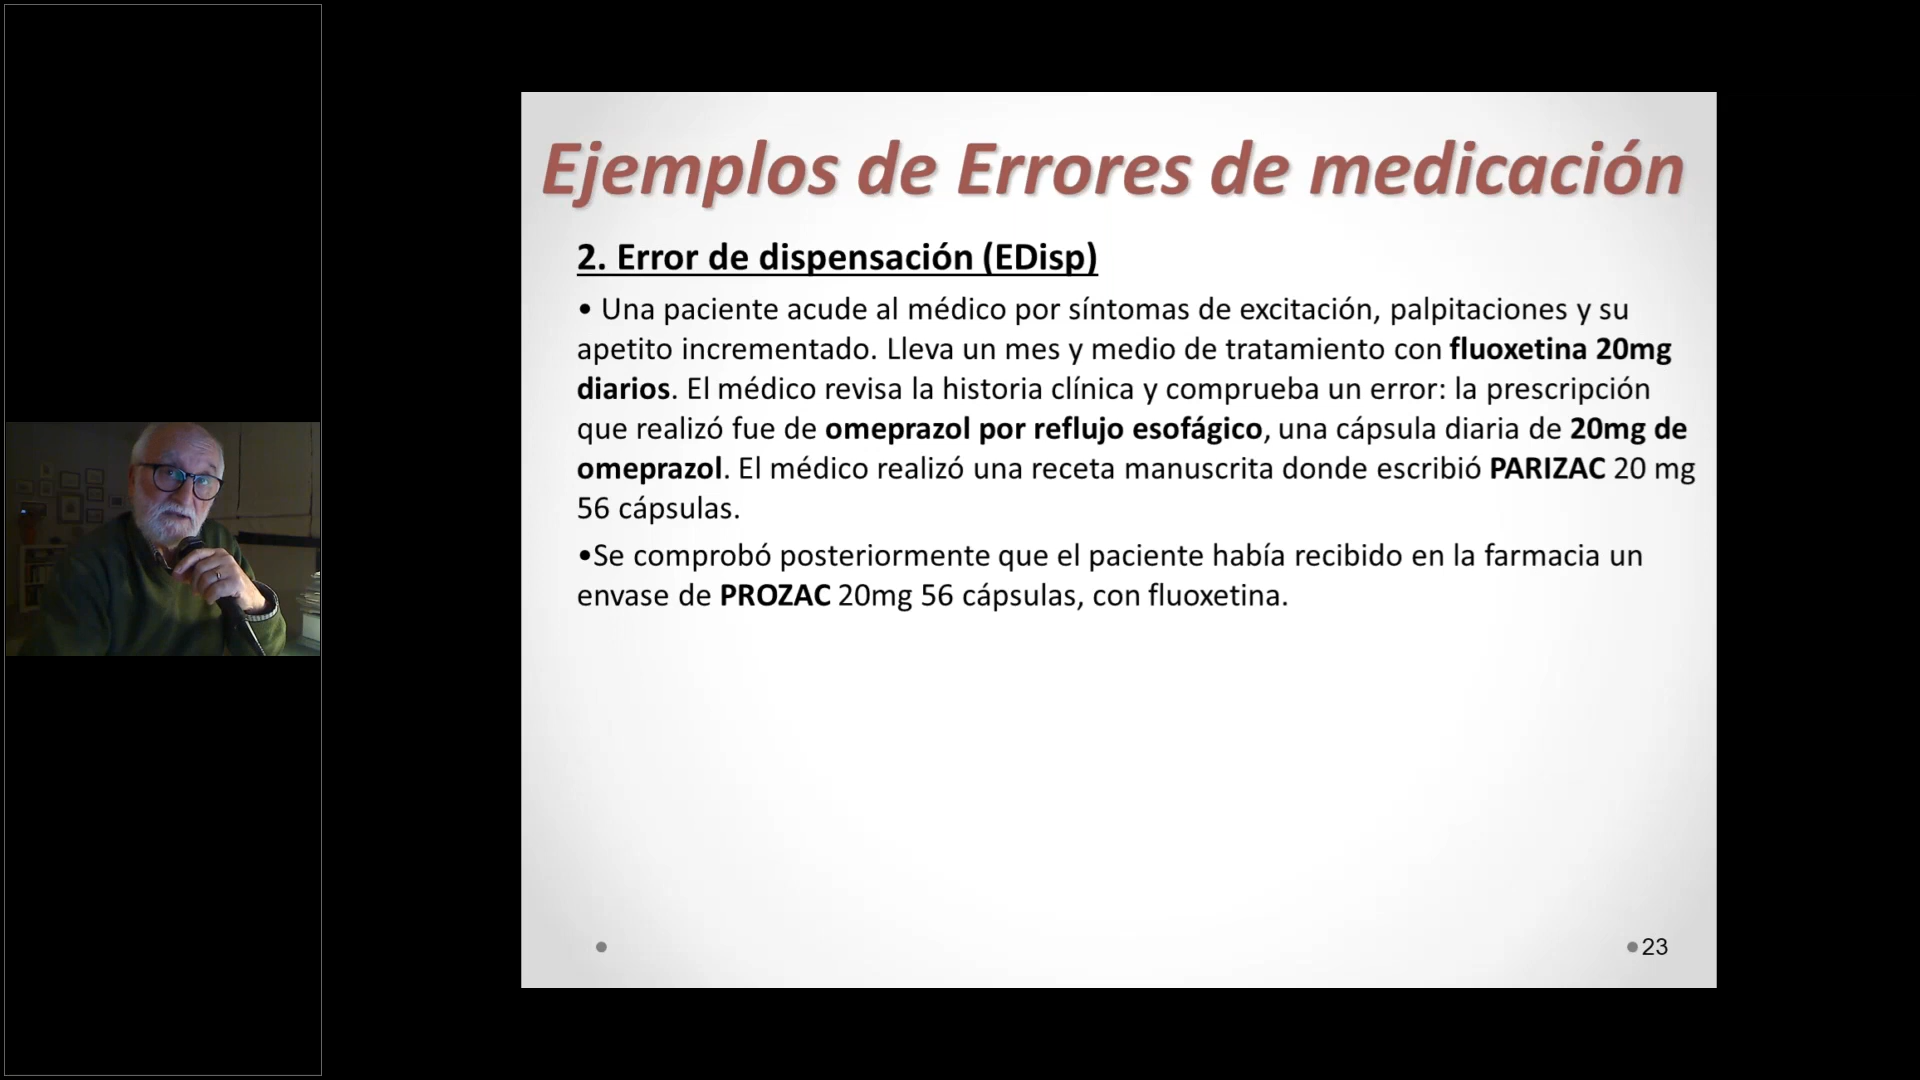 Ejemplos de Errores de medicación
2. Error de dispensación (EDisp)
• Una paciente acude al médico por síntomas de excitación, palpitaciones y su
apetito incrementado. Lleva un mes y medio de tratamiento con fluoxetina 20mg
diarios. El médico revisa la historia clínica y comprueba un error: la prescripción
que realizó fue de omeprazol por reflujo esofágico, una cápsula diaria de 20mg de
omeprazol. El médico realizó una receta manuscrita donde escribió PARIZAC 20 mg
56 cápsulas.
•Se comprobó posteriormente que el paciente había recibido en la farmacia un
envase de PROZAC 20mg 56 cápsulas, con fluoxetina.
•23